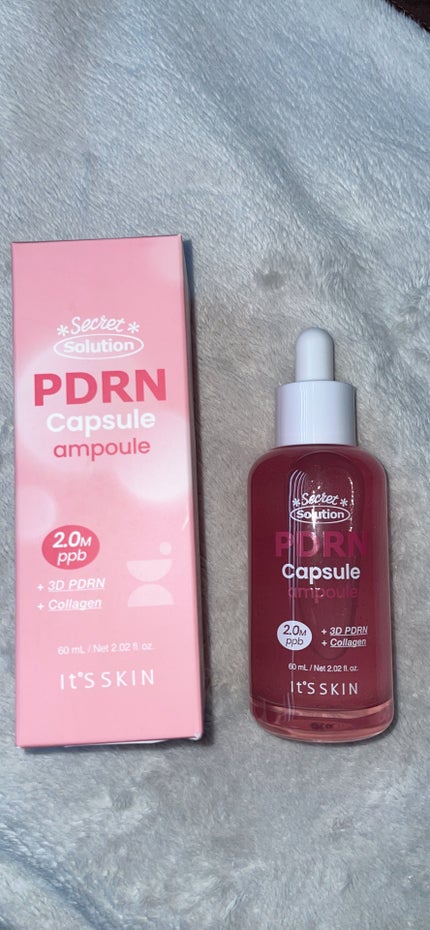 *Secret*
Solution
PDRN
Capsule
ampoule
2.0M
ppb
+ 3D PDRN
+ Collagen
60 mL / Net 2.02 fl. oz.
It'S SKIN
*Secret*
Solution
PDRN
Capsule
ampoule
2.0M
ppb
+ 3D PDRN
+ Collagen
60 mL / Net 2.02 fl. oz.
It'S SKIN